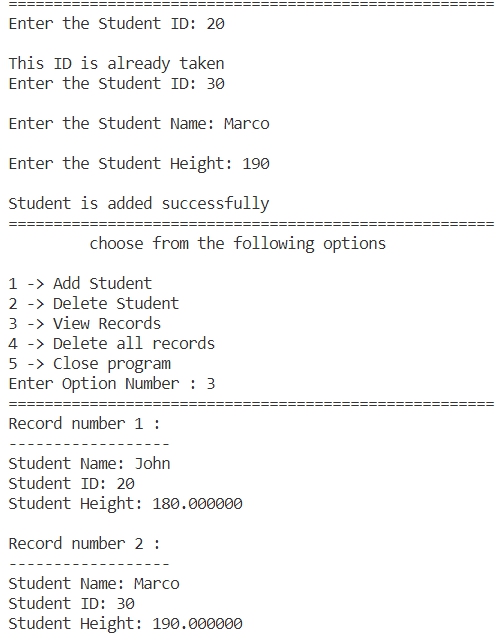 ======================================================
Enter the Student ID: 20
This ID is already taken
Enter the Student ID: 30
Enter the Student Name: Marco
Enter the Student Height: 190
Student is added successfully
======================================================
choose from the following options
1 -> Add Student
2 -> Delete Student
3 -> View Records
4 -> Delete all records
5 -> Close program
Enter Option Number : 3
======================================================
Record number 1 :
------------------
Student Name: John
Student ID: 20
Student Height: 180.000000
Record number 2 :
------------------
Student Name: Marco
Student ID: 30
Student Height: 190.000000